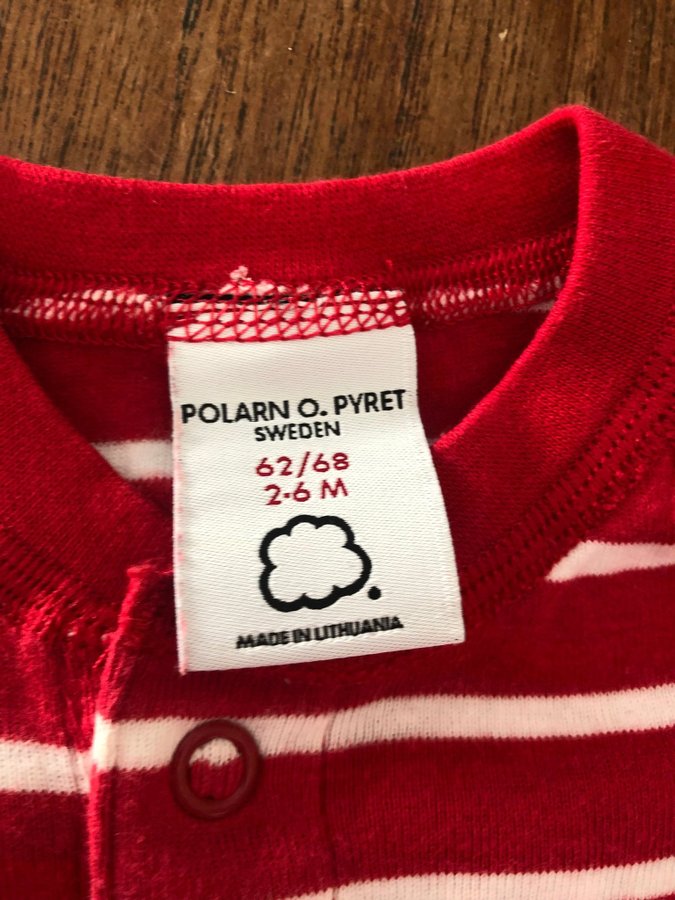 POLARN O. PYRET
SWEDEN
62/68
2-6 M
MADE IN LITHUANIA